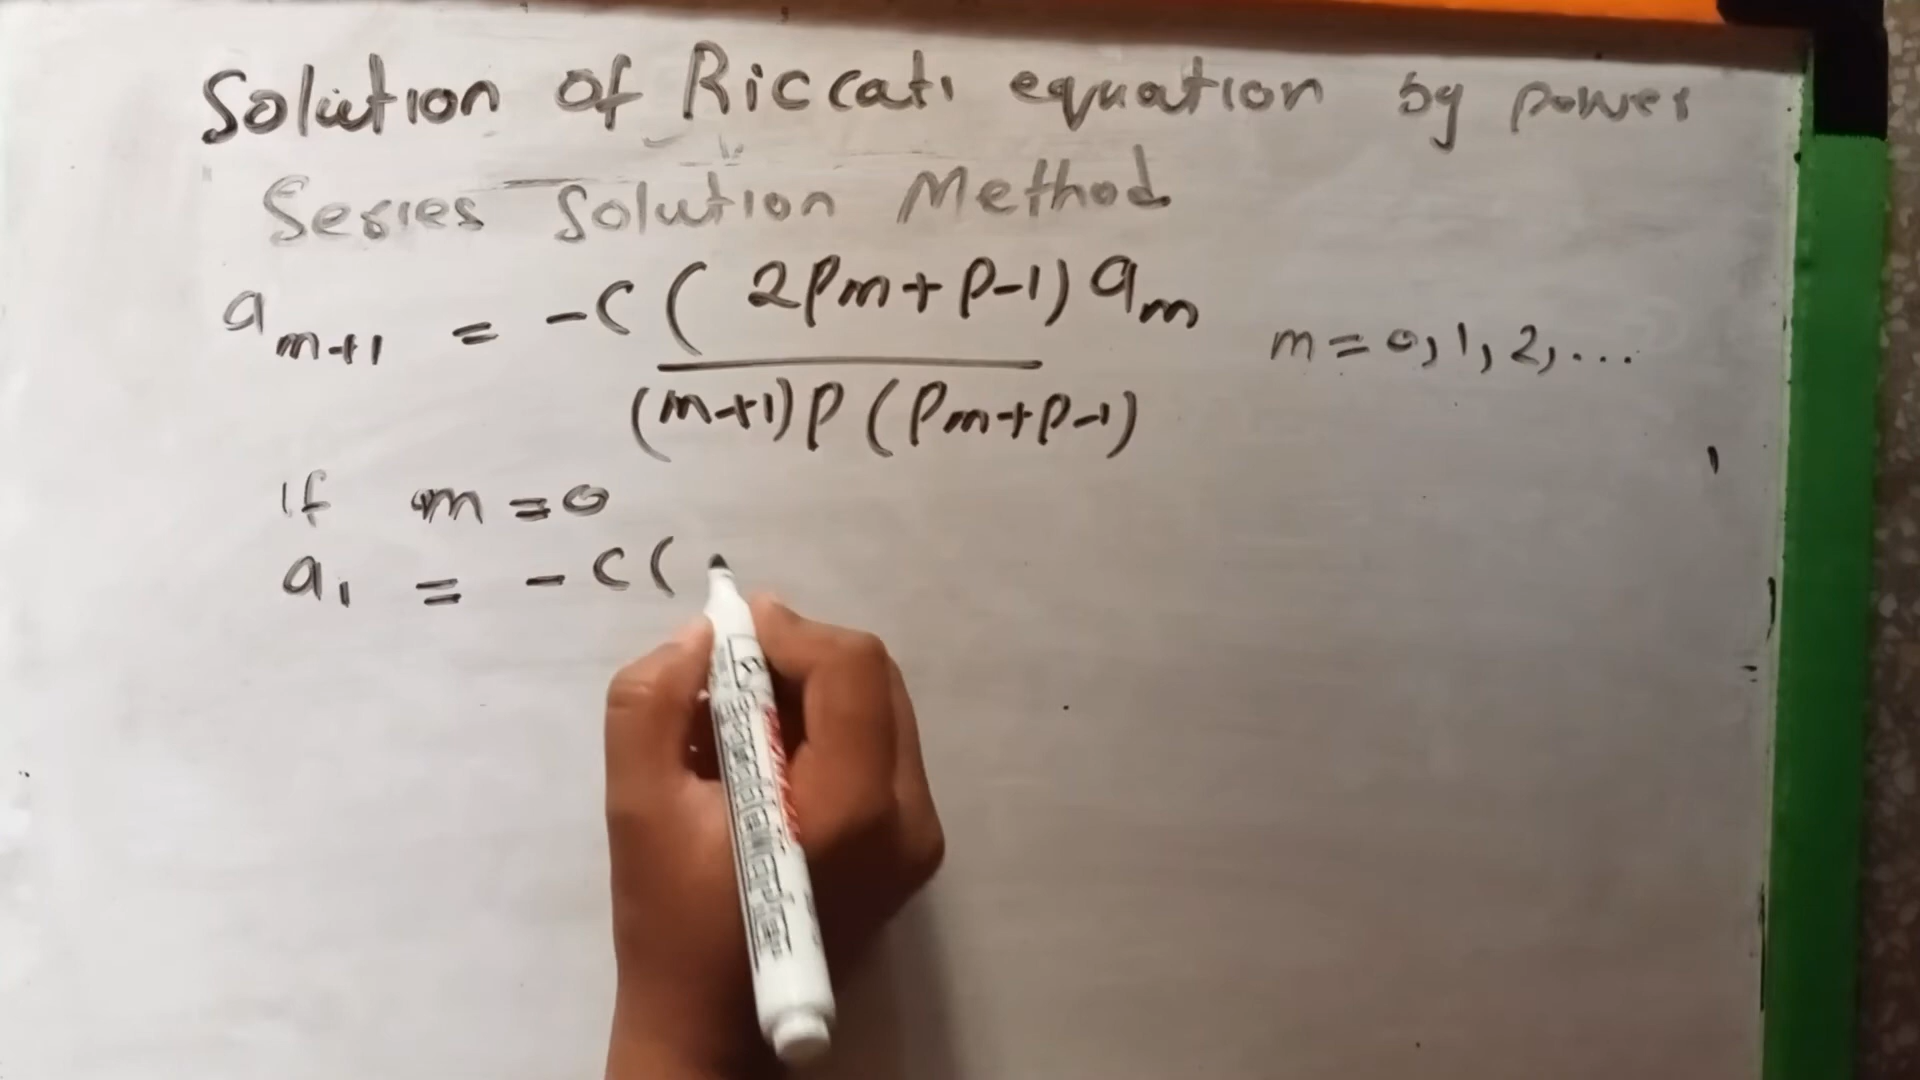 Solution of Riccati equation by power
Series Solution Method
a_{m+1} = -c (2pm+p-1) a_m / (m+1)p (pm+p-1)   m=0,1,2,...
If m=0
a_1 = -c(